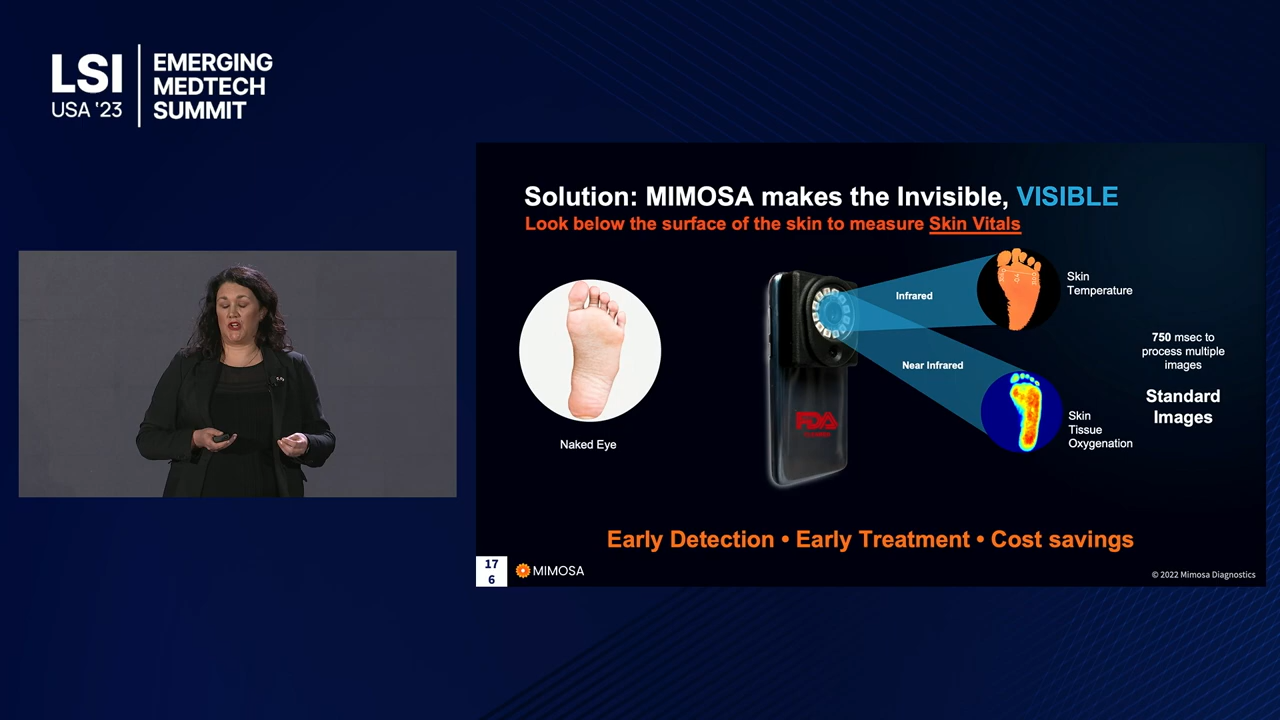 LSI
USA '23
EMERGING
MEDTECH
SUMMIT
Solution: MIMOSA makes the Invisible, VISIBLE
Look below the surface of the skin to measure Skin Vitals
Naked Eye
Infrared
Near Infrared
FDA
Skin
Temperature
Skin
Tissue
Oxygenation
750 msec to
process multiple
images
Standard
Images
Early Detection • Early Treatment • Cost savings
17
6
MIMOSA
© 2022 Mimosa Diagnostics